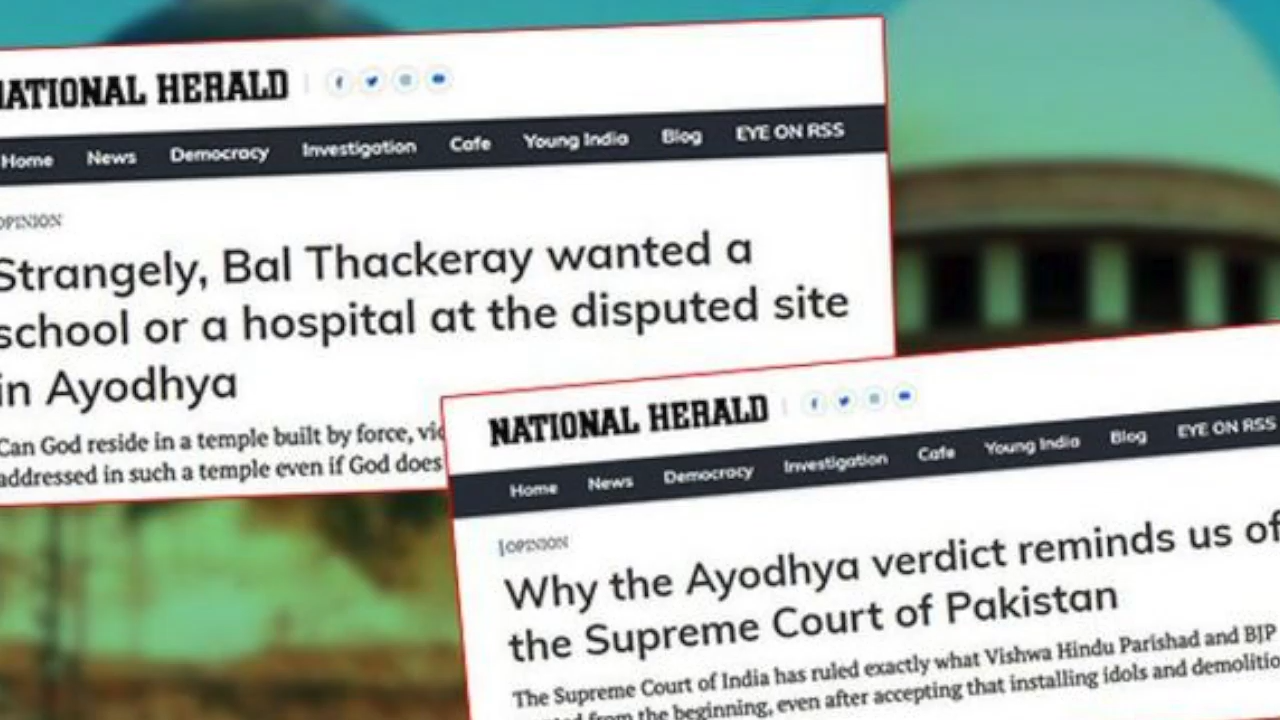 NATIONAL HERALD
Home News Democracy Investigation Cafe Young India Blog EYE ON RSS
OPINION
Strangely, Bal Thackeray wanted a
school or a hospital at the disputed site
in Ayodhya
Can God reside in a temple built by force,
addressed in such a temple even if God does
NATIONAL HERALD
Home News Democracy Investigation Cafe Young India Blog EYE ON RSS
OPINION
Why the Ayodhya verdict reminds us of
the Supreme Court of Pakistan
The Supreme Court of India has ruled exactly what Vishwa Hindu Parishad and BJP
from the beginning, even after accepting that installing idols and